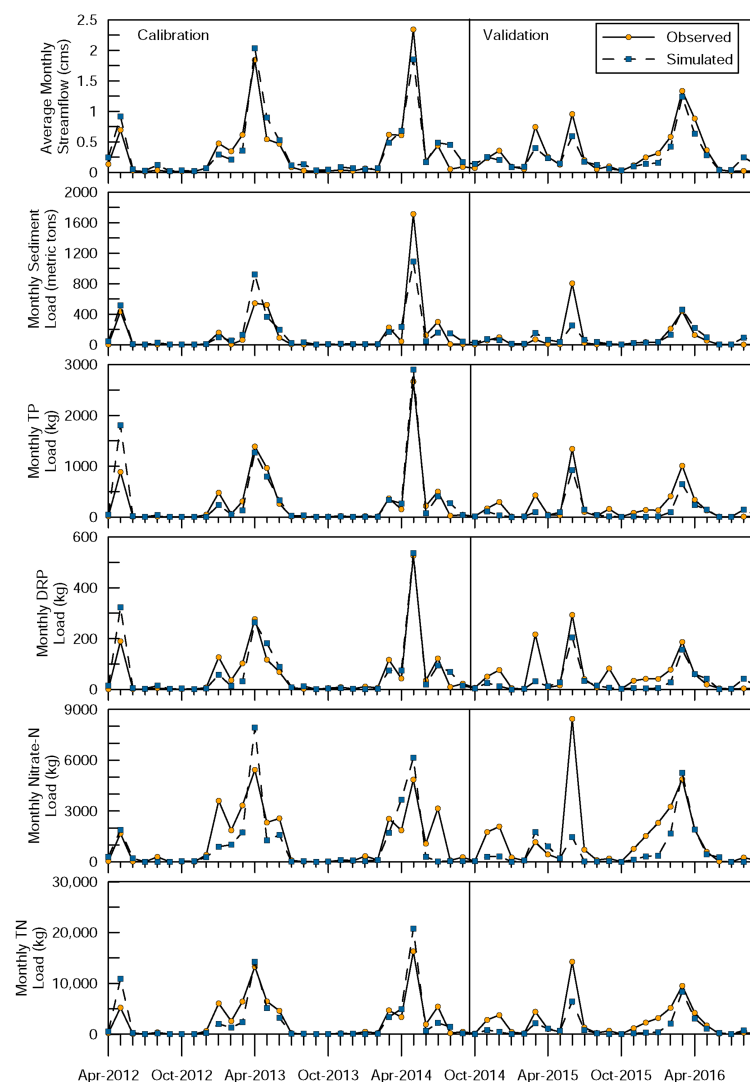 Calibration
Validation
Observed
Simulated
Average Monthly
Streamflow (cms)
2.5
2
1.5
1
0.5
0
Monthly Sediment
Load (metric tons)
2000
1600
1200
800
400
0
Monthly TP
Load (kg)
3000
2000
1000
0
Monthly DRP
Load (kg)
600
400
200
0
Monthly Nitrate-N
Load (kg)
9000
6000
3000
0
Monthly TN
Load (kg)
30,000
20,000
10,000
0
Apr-2012 Oct-2012 Apr-2013 Oct-2013 Apr-2014 Oct-2014 Apr-2015 Oct-2015 Apr-2016